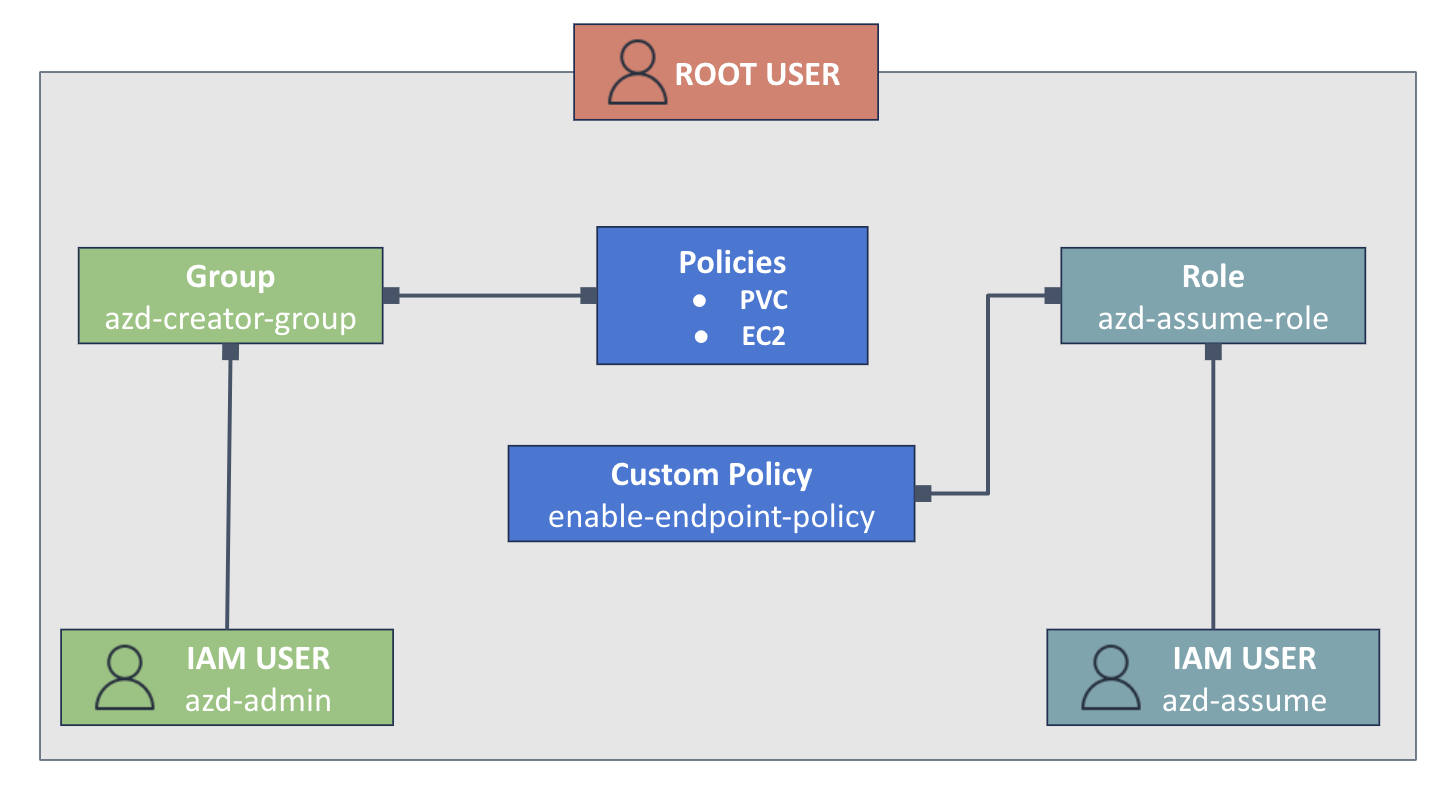 ROOT USER
Group
azd-creator-group
Policies
● PVC
● EC2
Role
azd-assume-role
Custom Policy
enable-endpoint-policy
IAM USER
azd-admin
IAM USER
azd-assume